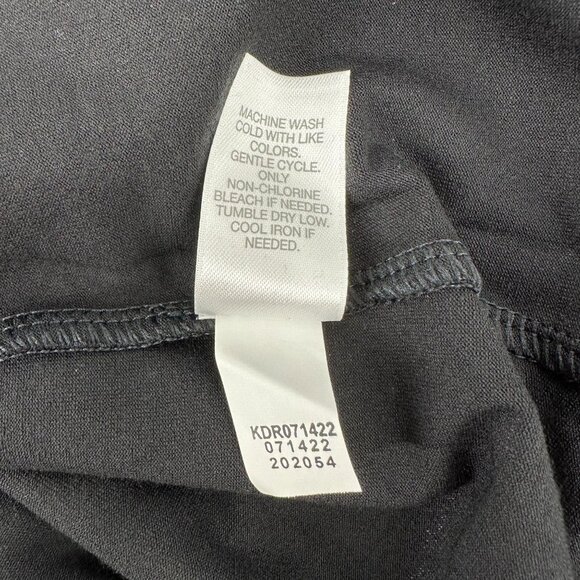 MACHINE WASH
COLD WITH LIKE
COLORS.
GENTLE CYCLE.
ONLY
NON-CHLORINE
BLEACH IF NEEDED.
TUMBLE DRY LOW.
COOL IRON IF
NEEDED.
KDR071422
071422
202054